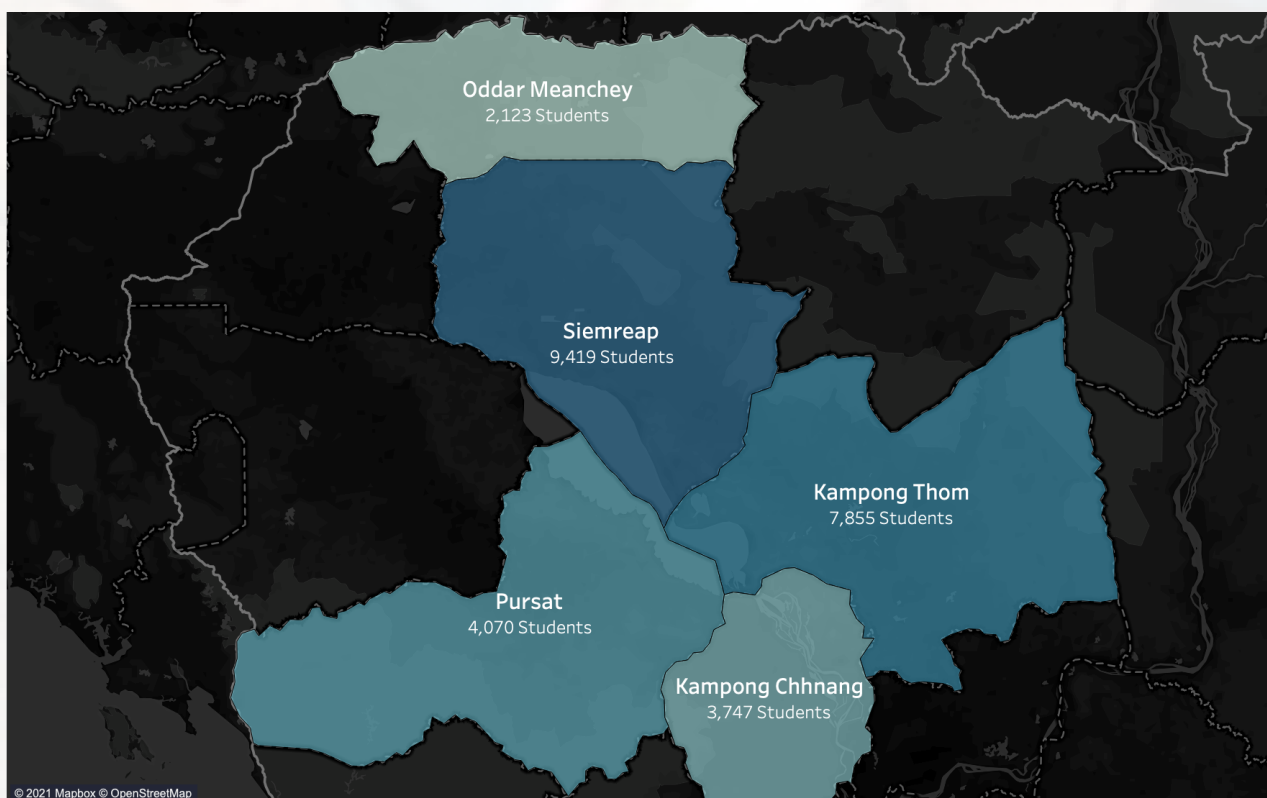 Oddar Meanchey
2,123 Students
Siemreap
9,419 Students
Kampong Thom
7,855 Students
Pursat
4,070 Students
Kampong Chhnang
3,747 Students
© 2021 Mapbox © OpenStreetMap